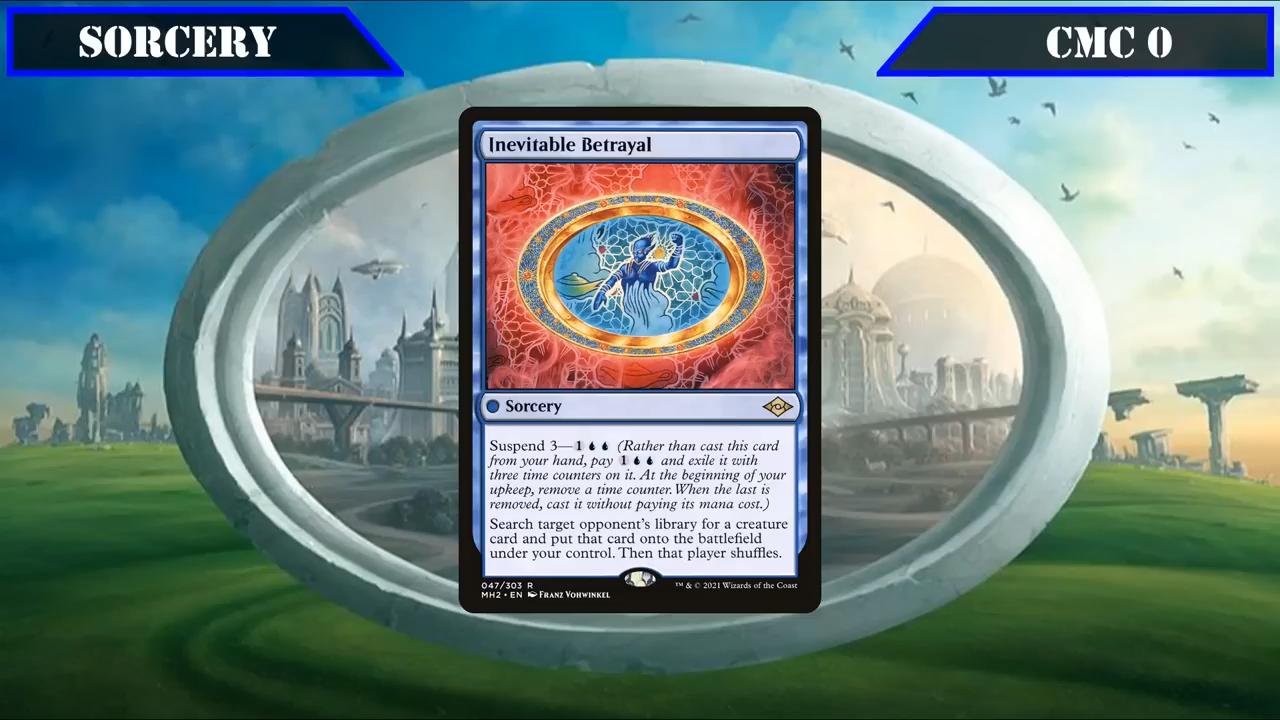 SORCERY
CMC 0
Inevitable Betrayal
Sorcery
Suspend 3—1 (Rather than cast this card
from your hand, pay 1 and exile it with
three time counters on it. At the beginning of your
upkeep, remove a time counter. When the last is
removed, cast it without paying its mana cost.)
Search target opponent's library for a creature
card and put that card onto the battlefield
under your control. Then that player shuffles.
047/303 R
™ & © 2021 Wizards of the Coast
MH2 • EN Franz Vohwinkel